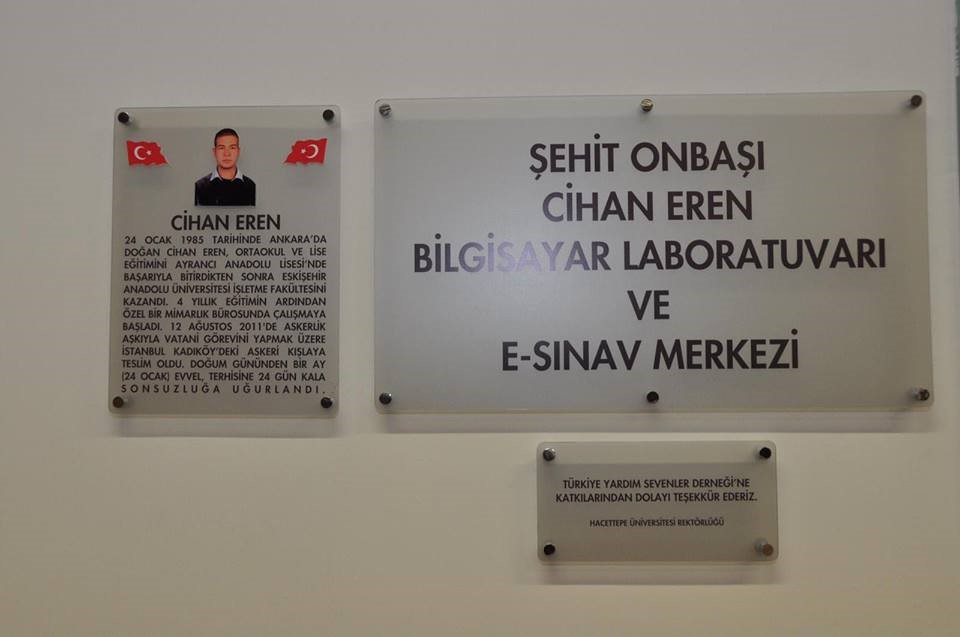 CİHAN EREN
24 OCAK 1985 TARİHİNDE ANKARA'DA
DOĞAN CİHAN EREN, ORTAOKUL VE LİSE
EĞİTİMİNİ AYRANCI ANADOLU LİSESİ'NDE
BAŞARIYLA BİTİRDİKTEN SONRA ESKİŞEHİR
ANADOLU ÜNİVERSİTESİ İŞLETME FAKÜLTESİNİ
KAZANDI. 4 YILLIK EĞİTİMİN ARDINDAN
ÖZEL BİR MİMARLIK BÜROSUNDA ÇALIŞMAYA
BAŞLADI. 12 AĞUSTOS 2011'DE ASKERLİK
AŞKIYLA VATANİ GÖREVİNİ YAPMAK ÜZERE
İSTANBUL KADIKÖY'DEKİ ASKERİ KIŞLAYA
TESLİM OLDU. DOĞUM GÜNÜNDEN BİR AY
(24 OCAK) EVVEL, TERHİSİNE 24 GÜN KALA
SONSUZLUĞA UĞURLANDI.
ŞEHİT ONBAŞI
CİHAN EREN
BİLGİSAYAR LABORATUVARI
VE
E-SINAV MERKEZİ
TÜRKİYE YARDIM SEVENLER DERNEĞİ'NE
KATKILARINDAN DOLAYI TEŞEKKÜR EDERİZ.
HACETTEPE ÜNİVERSİTESİ REKTÖRLÜĞÜ